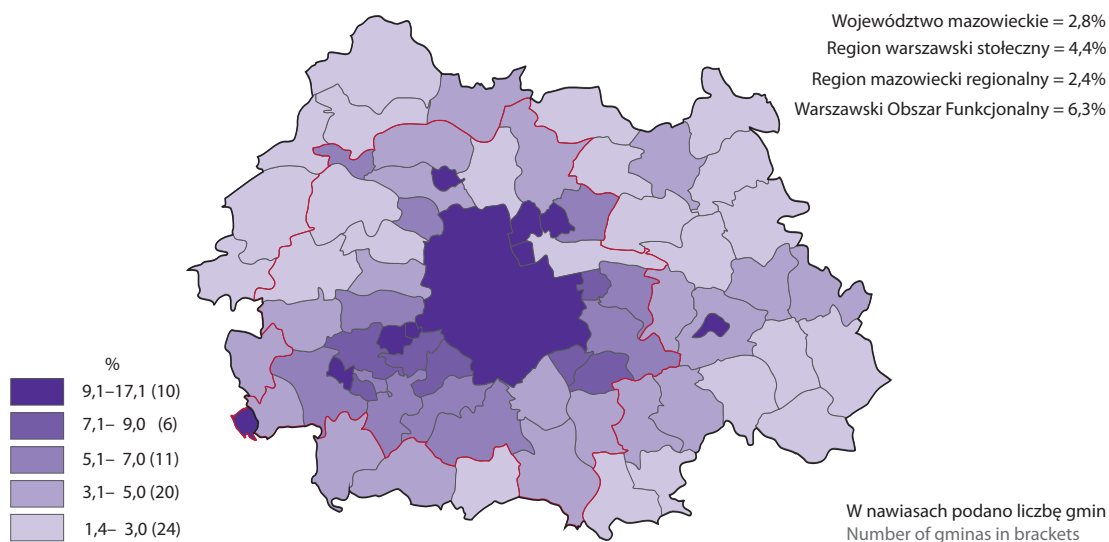 Województwo mazowieckie = 2,8%
Region warszawski stołeczny = 4,4%
Region mazowiecki regionalny = 2,4%
Warszawski Obszar Funkcjonalny = 6,3%
%
9,1–17,1 (10)
7,1– 9,0 (6)
5,1– 7,0 (11)
3,1– 5,0 (20)
1,4– 3,0 (24)
W nawiasach podano liczbę gmin
Number of gminas in brackets